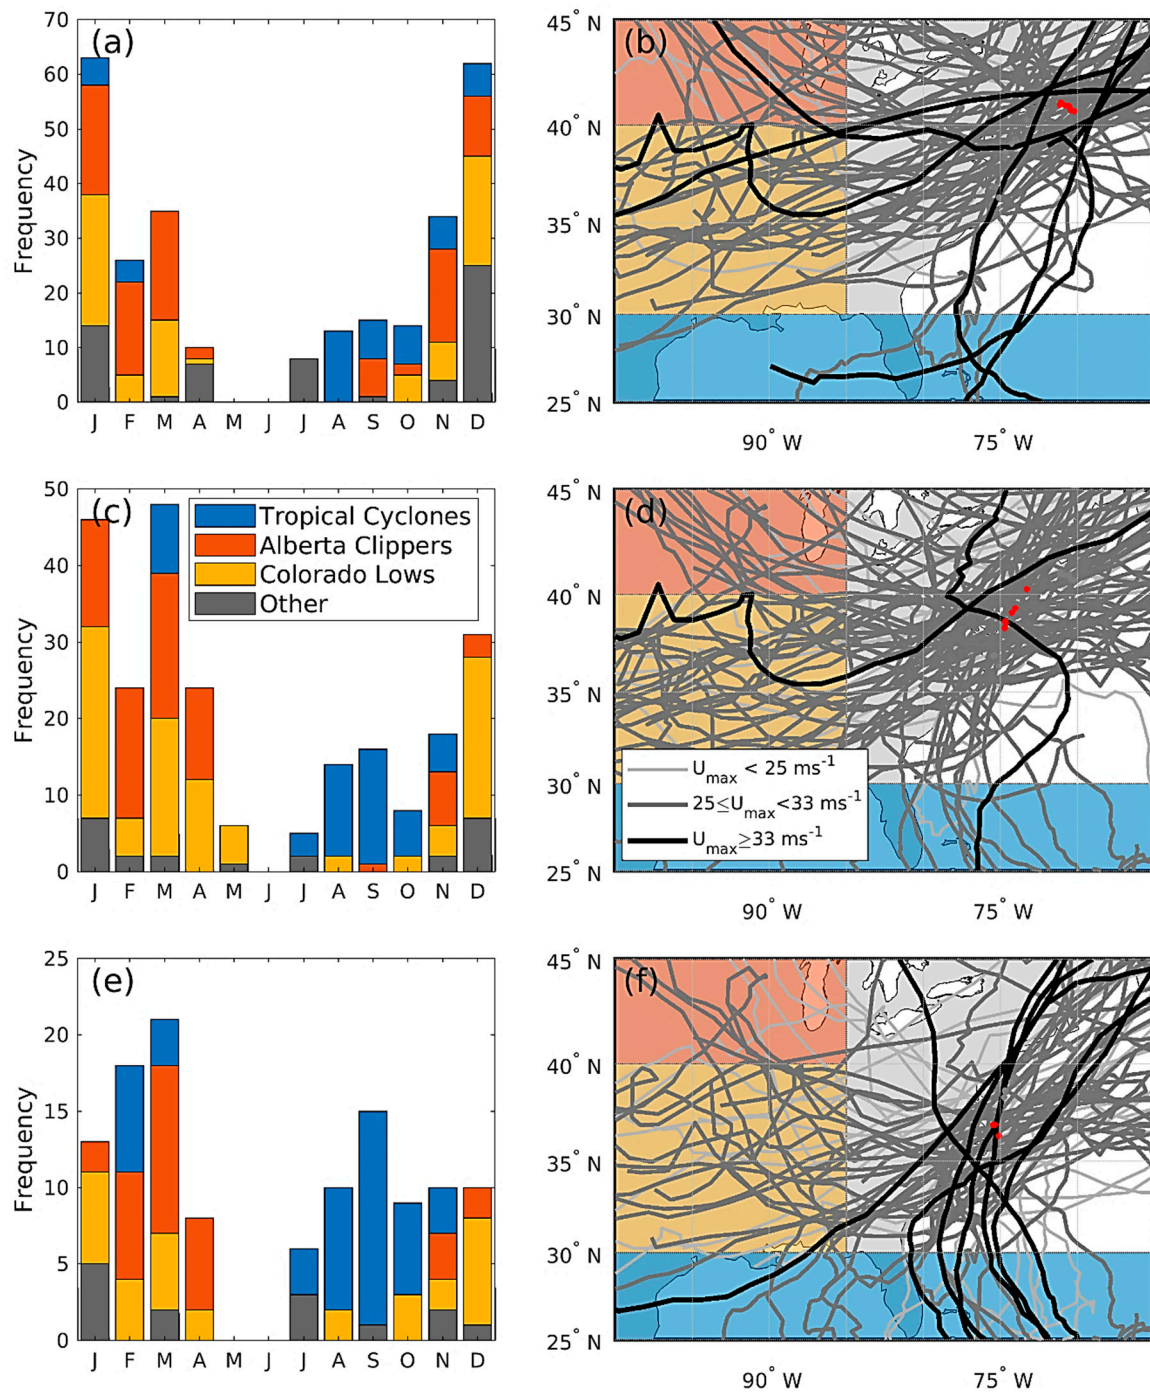 (a)
Frequency
70
60
50
40
30
20
10
0
J F M A M J J A S O N D
(b)
45° N
40° N
35° N
30° N
25° N
90° W 75° W
(c)
Frequency
50
40
30
20
10
0
Tropical Cyclones
Alberta Clippers
Colorado Lows
Other
J F M A M J J A S O N D
(d)
45° N
40° N
35° N
30° N
25° N
U_max < 25 ms⁻¹
25≤U_max<33 ms⁻¹
U_max≥33 ms⁻¹
90° W 75° W
(e)
Frequency
25
20
15
10
5
0
J F M A M J J A S O N D
(f)
45° N
40° N
35° N
30° N
25° N
90° W 75° W